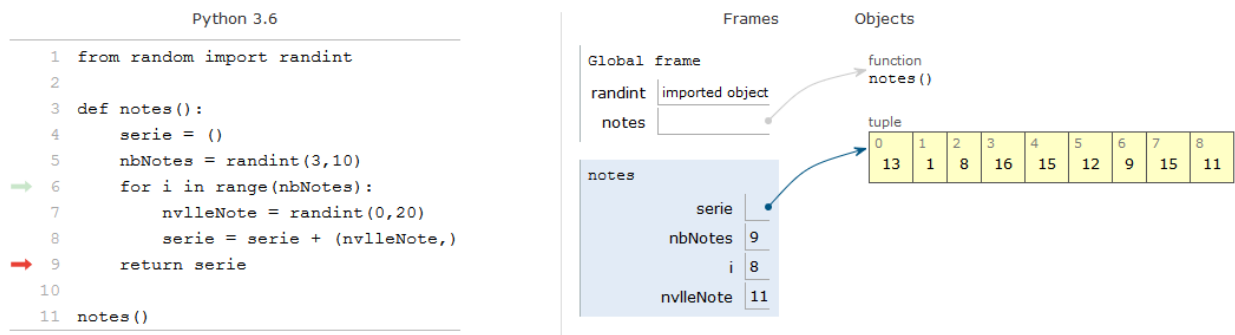 Python 3.6
1 from random import randint
2
3 def notes():
4     serie = ()
5     nbNotes = randint(3,10)
6     for i in range(nbNotes):
7         nvlleNote = randint(0,20)
8         serie = serie + (nvlleNote,)
9     return serie
10
11 notes()
Frames Objects
Global frame
randint imported object
notes
function
notes()
tuple
0 1 2 3 4 5 6 7 8
13 1 8 16 15 12 9 15 11
notes
serie
nbNotes 9
i 8
nvlleNote 11